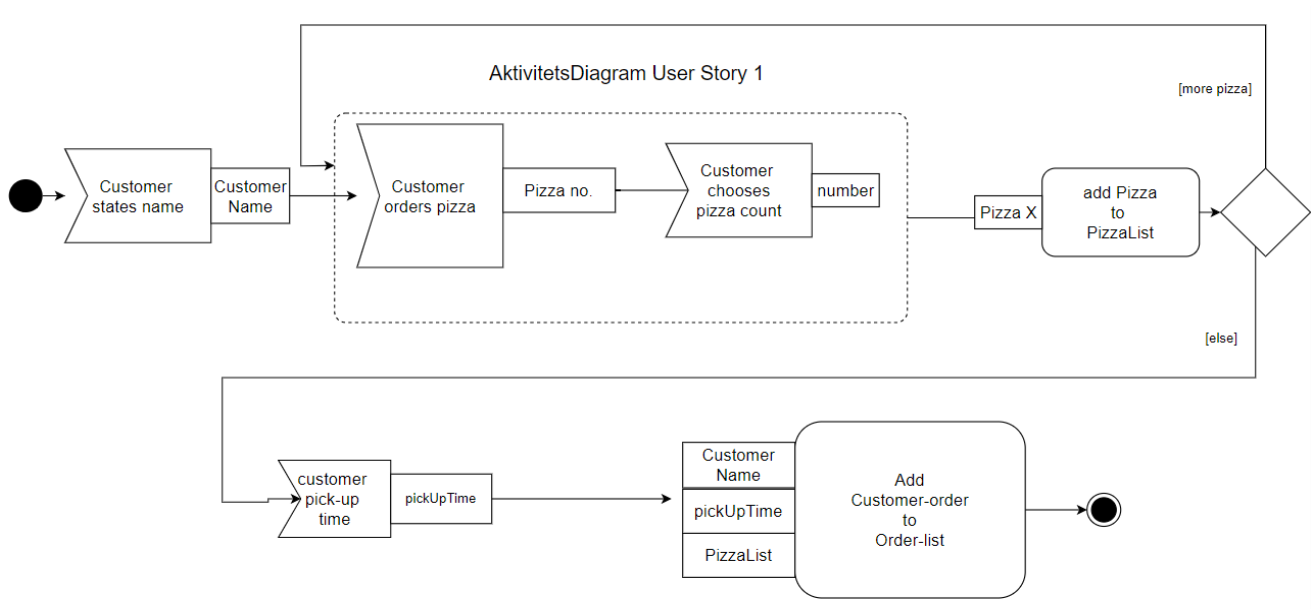 AktivitetsDiagram User Story 1
[more pizza]
Customer
states name
Customer
Name
Customer
orders pizza
Pizza no.
Customer
chooses
pizza count
number
Pizza X
add Pizza
to
PizzaList
[else]
customer
pick-up
time
pickUpTime
Customer
Name
pickUpTime
PizzaList
Add
Customer-order
to
Order-list